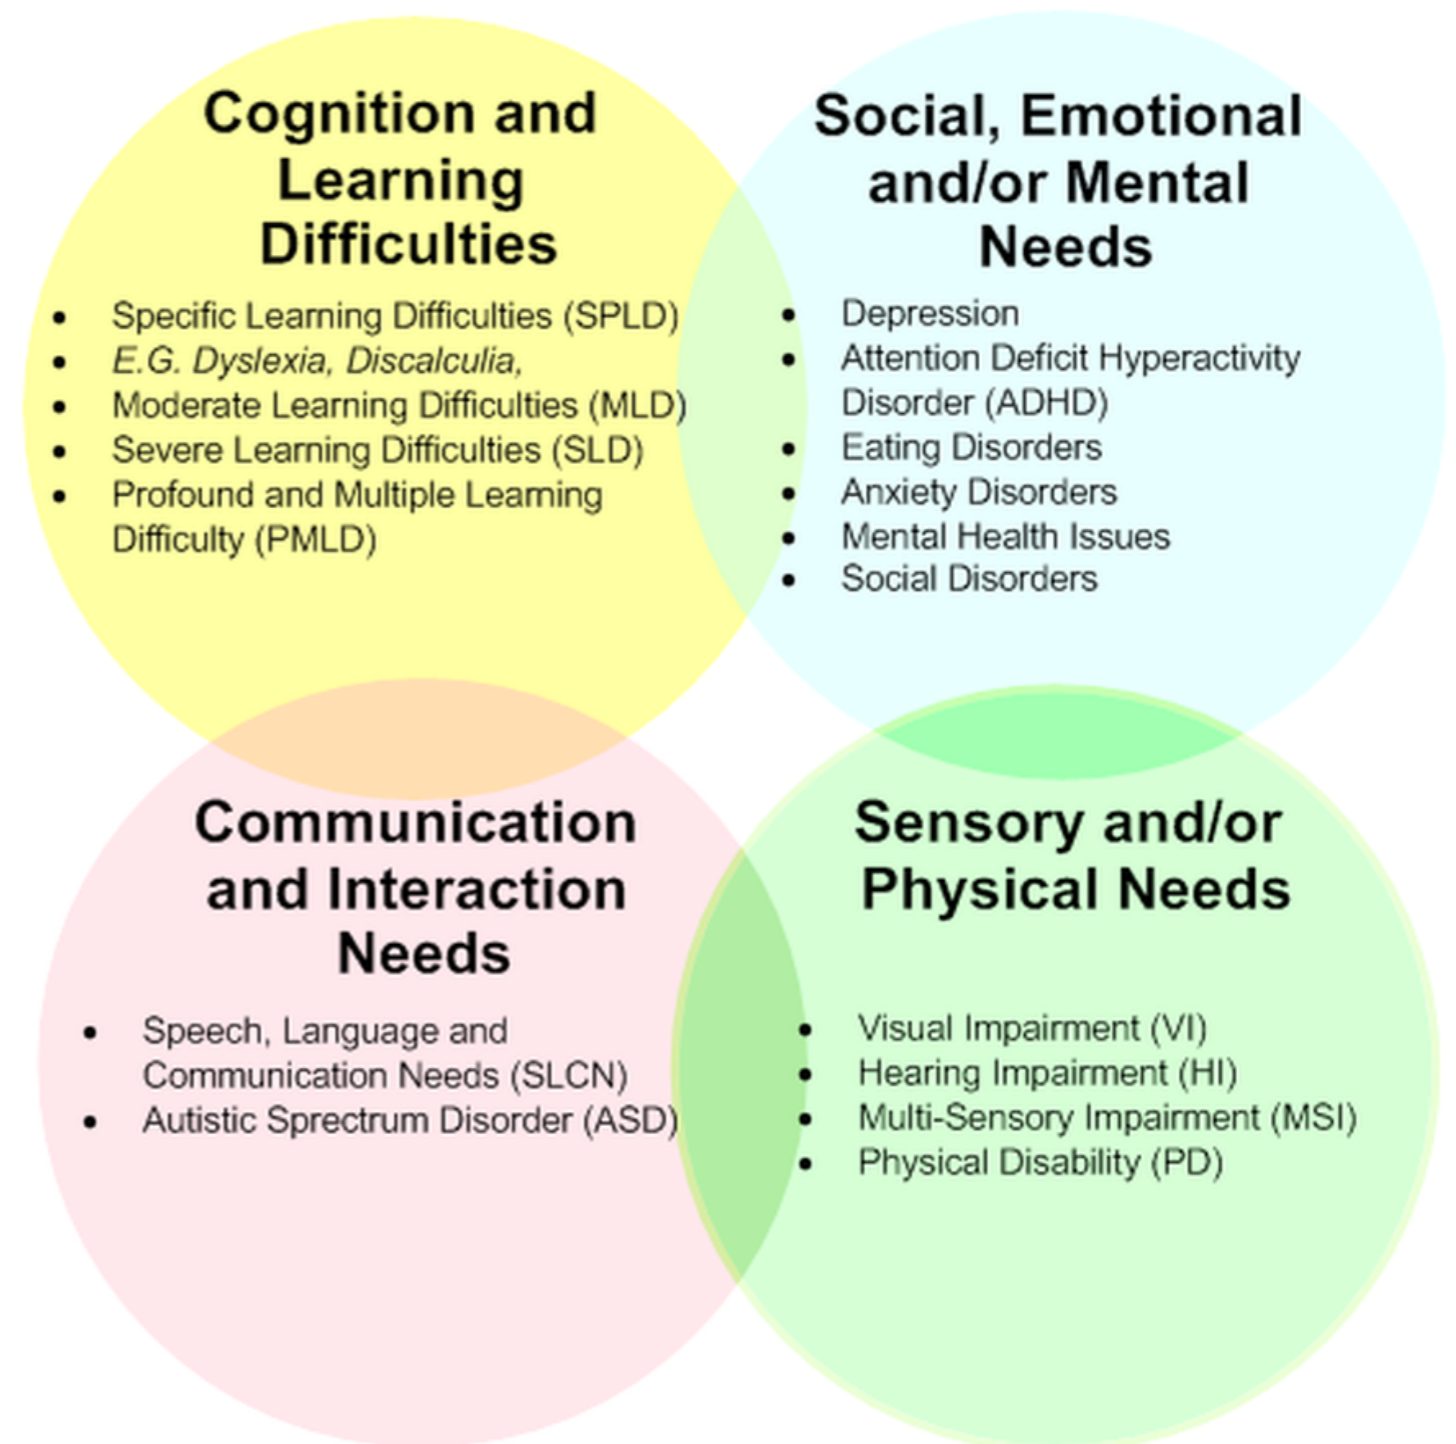 Cognition and
Learning
Difficulties
• Specific Learning Difficulties (SPLD)
• E.G. Dyslexia, Discalculia,
• Moderate Learning Difficulties (MLD)
• Severe Learning Difficulties (SLD)
• Profound and Multiple Learning
Difficulty (PMLD)
Social, Emotional
and/or Mental
Needs
• Depression
• Attention Deficit Hyperactivity
Disorder (ADHD)
• Eating Disorders
• Anxiety Disorders
• Mental Health Issues
• Social Disorders
Communication
and Interaction
Needs
• Speech, Language and
Communication Needs (SLCN)
• Autistic Sprectrum Disorder (ASD)
Sensory and/or
Physical Needs
• Visual Impairment (VI)
• Hearing Impairment (HI)
• Multi-Sensory Impairment (MSI)
• Physical Disability (PD)